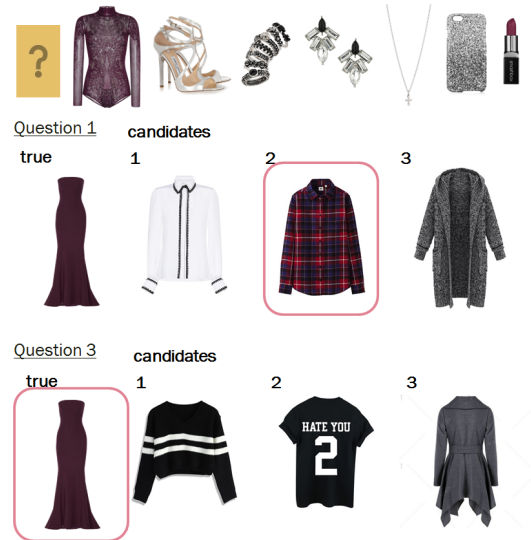 ?
Question 1
candidates
true
1
2
3
Question 3
candidates
true
1
2
3
HATE YOU
2